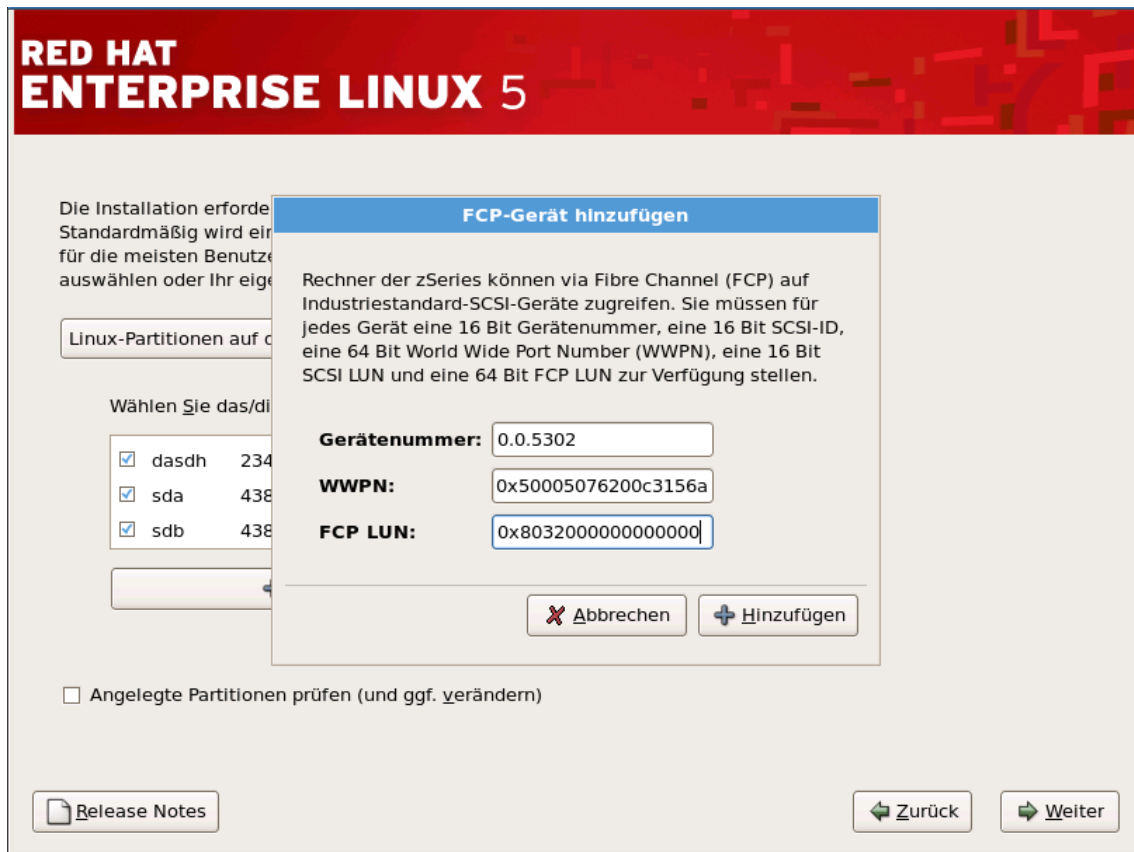 RED HAT
ENTERPRISE LINUX 5
Die Installation erforde
Standardmäßig wird ein
für die meisten Benutze
auswählen oder Ihr eige
Linux-Partitionen auf d
Wählen Sie das/di
dasdh 234
sda 438
sdb 438
FCP-Gerät hinzufügen
Rechner der zSeries können via Fibre Channel (FCP) auf
Industriestandard-SCSI-Geräte zugreifen. Sie müssen für
jedes Gerät eine 16 Bit Gerätenummer, eine 16 Bit SCSI-ID,
eine 64 Bit World Wide Port Number (WWPN), eine 16 Bit
SCSI LUN und eine 64 Bit FCP LUN zur Verfügung stellen.
Gerätenummer: 0.0.5302
WWPN: 0x50005076200c3156a
FCP LUN: 0x8032000000000000
Abbrechen Hinzufügen
Angelegte Partitionen prüfen (und ggf. verändern)
Release Notes Zurück Weiter